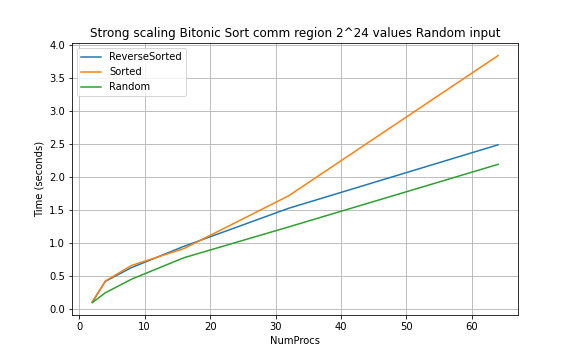 Strong scaling Bitonic Sort comm region 2^24 values Random input
ReverseSorted
Sorted
Random
4.0
3.5
3.0
2.5
2.0
1.5
1.0
0.5
0.0
Time (seconds)
0 10 20 30 40 50 60
NumProcs